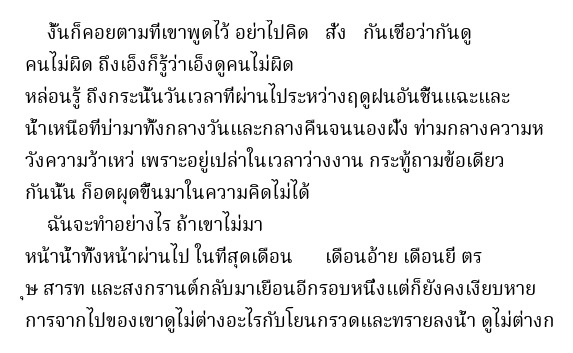 งั้นก็คอยตามที่เขาพูดไว้ อย่าไปคิด สั่ง กันเชื่อว่ากันดู
คนไม่ผิด ถึงเอ็งก็รู้ว่าเอ็งดูคนไม่ผิด
หล่อนรู้ ถึงกระนั้นวันเวลาที่ผ่านไประหว่างฤดูฝนอันชื้นแฉะและ
น้ำเหนือที่บ่ามาทั้งกลางวันและกลางคืนจนนองฝั่ง ท่ามกลางความห
วังความว้าเหว่ เพราะอยู่เปล่าในเวลาว่างงาน กระทู้ถามข้อเดียว
กันนั้น ก็อดผุดขึ้นมาในความคิดไม่ได้
ฉันจะทำอย่างไร ถ้าเขาไม่มา
หน้าน้ำทั้งหน้าผ่านไป ในที่สุดเดือน เดือนอ้าย เดือนยี่ ตร
ุษ สารท และสงกรานต์กลับมาเยือนอีกรอบหนึ่งแต่ก็ยังคงเงียบหาย
การจากไปของเขาดูไม่ต่างอะไรกับโยนกรวดและทรายลงน้ำ ดูไม่ต่างก